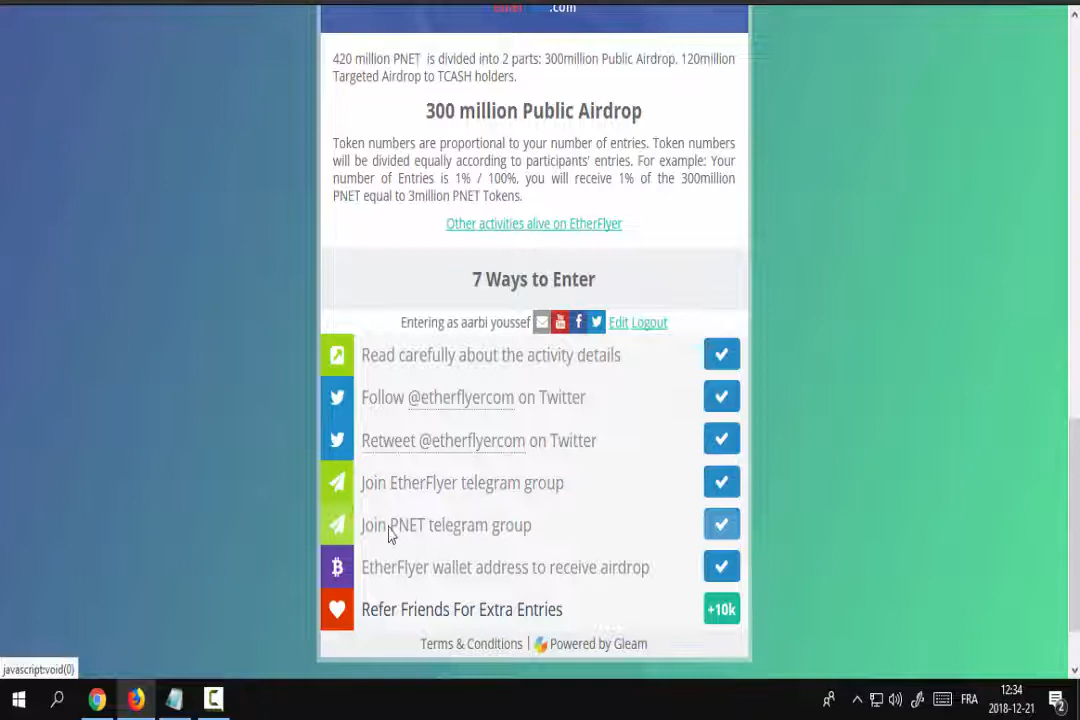 .com
420 million PNET is divided into 2 parts: 300million Public Airdrop. 120million
Targeted Airdrop to TCASH holders.
300 million Public Airdrop
Token numbers are proportional to your number of entries. Token numbers
will be divided equally according to participants' entries. For example: Your
number of Entries is 1% / 100%, you will receive 1% of the 300million
PNET equal to 3million PNET Tokens.
Other activities alive on EtherFlyer
7 Ways to Enter
Entering as aarbi youssef Edit Logout
Read carefully about the activity details
Follow @etherflyercom on Twitter
Retweet @etherflyercom on Twitter
Join EtherFlyer telegram group
Join PNET telegram group
EtherFlyer wallet address to receive airdrop
Refer Friends For Extra Entries +10k
Terms & Conditions | Powered by Gleam
javascript:void(0)
FRA
12:34
2018-12-21
2